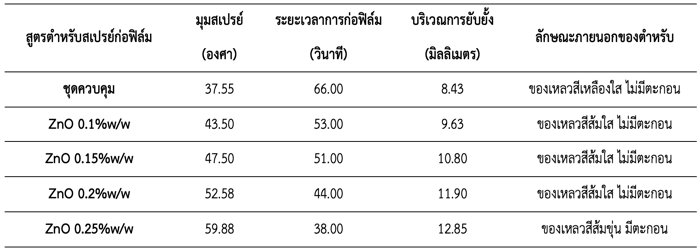 สูตรตำหรับสเปรย์ก่อฟิล์ม มุมสเปรย์ (องศา) ระยะเวลาการก่อฟิล์ม (วินาที) บริเวณการยับยั้ง (มิลลิเมตร) ลักษณะภายนอกของตำหรับ
ชุดควบคุม 37.55 66.00 8.43 ของเหลวสีเหลืองใส ไม่มีตะกอน
ZnO 0.1%w/w 43.50 53.00 9.63 ของเหลวสีส้มใส ไม่มีตะกอน
ZnO 0.15%w/w 47.50 51.00 10.80 ของเหลวสีส้มใส ไม่มีตะกอน
ZnO 0.2%w/w 52.58 44.00 11.90 ของเหลวสีส้มใส ไม่มีตะกอน
ZnO 0.25%w/w 59.88 38.00 12.85 ของเหลวสีส้มขุ่น มีตะกอน